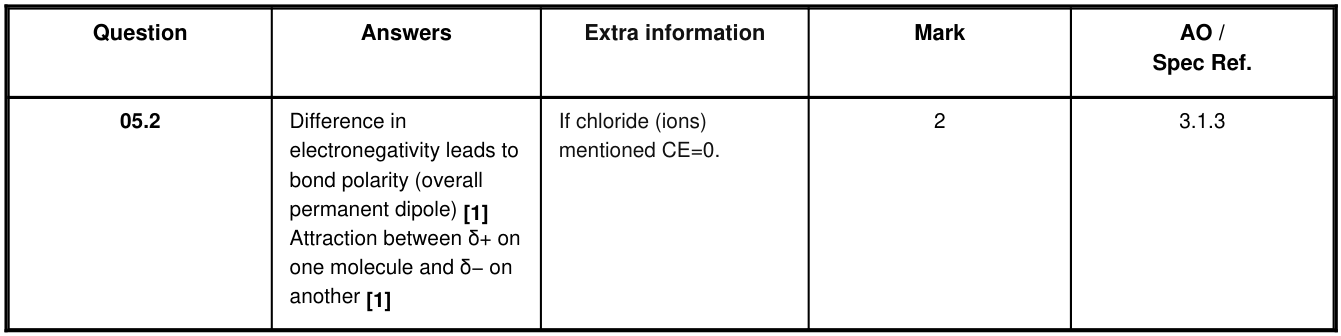 Question Answers Extra information Mark AO /
Spec Ref.
05.2 Difference in If chloride (ions) 2 3.1.3
electronegativity leads to mentioned CE=0.
bond polarity (overall
permanent dipole) [1]
Attraction between δ+ on
one molecule and δ− on
another [1]